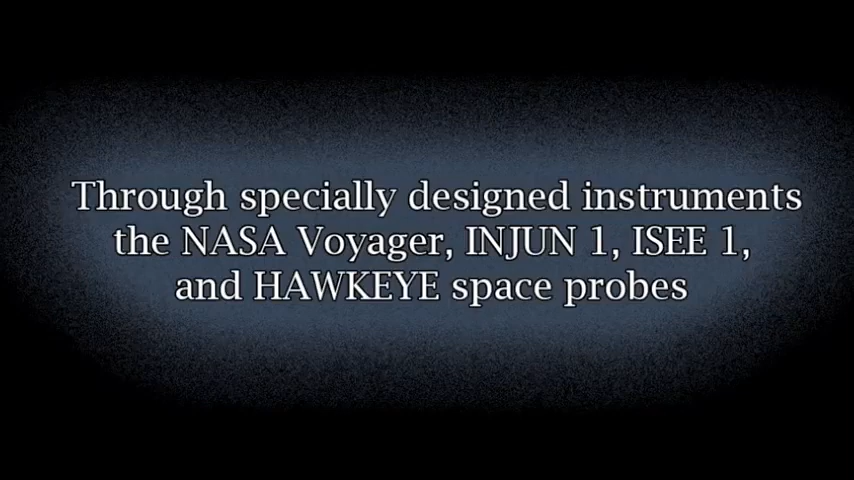 Through specially designed instruments
the NASA Voyager, INJUN 1, ISEE 1,
and HAWKEYE space probes